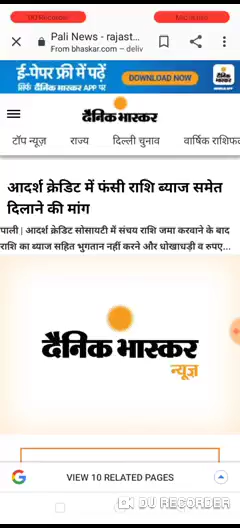 Pali News - rajast...
From bhaskar.com – deliv
ई-पेपर फ्री में पढ़ें
सिर्फ दैनिक भास्कर APP पर
DOWNLOAD NOW
दैनिक भास्कर
टॉप न्यूज़ राज्य दिल्ली चुनाव वार्षिक राशिफल
आदर्श क्रेडिट में फंसी राशि ब्याज समेत
दिलाने की मांग
पाली | आदर्श क्रेडिट सोसायटी में संचय राशि जमा करवाने के बाद
राशि का ब्याज सहित भुगतान नहीं करने और धोखाधड़ी व रुपए...
दैनिक भास्कर
न्यूज़
G VIEW 10 RELATED PAGES
DU RECORDER